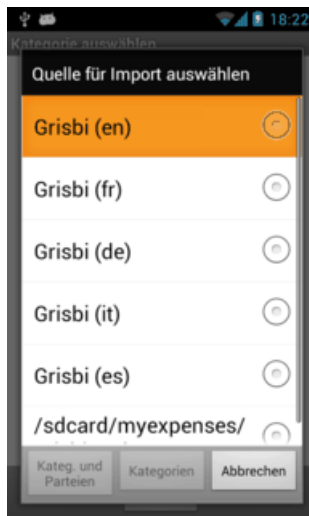 18:22
Kategorie auswählen
Quelle für Import auswählen
Grisbi (en)
Grisbi (fr)
Grisbi (de)
Grisbi (it)
Grisbi (es)
/sdcard/myexpenses/
Kateg. und
Parteien
Kategorien
Abbrechen